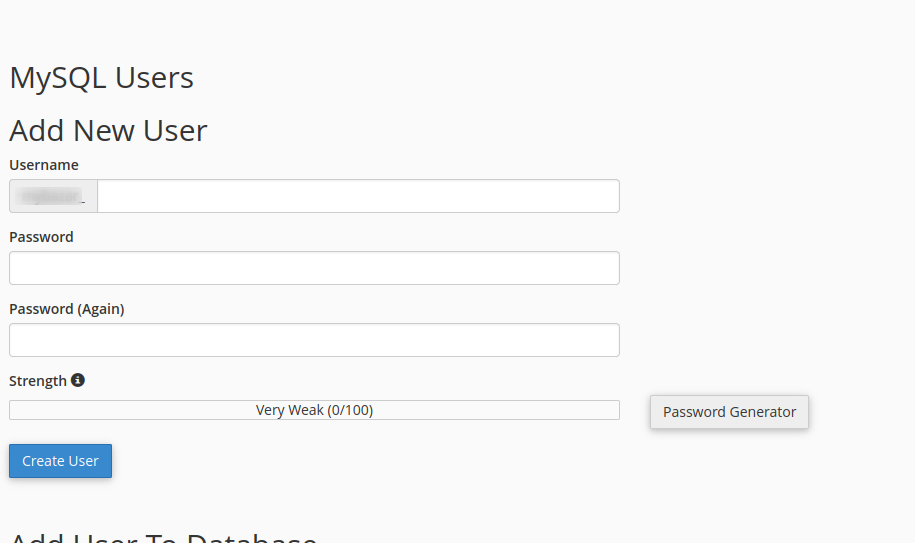 MySQL Users
Add New User
Username
_
Password
Password (Again)
Strength
Very Weak (0/100)
Password Generator
Create User
Add User To Database